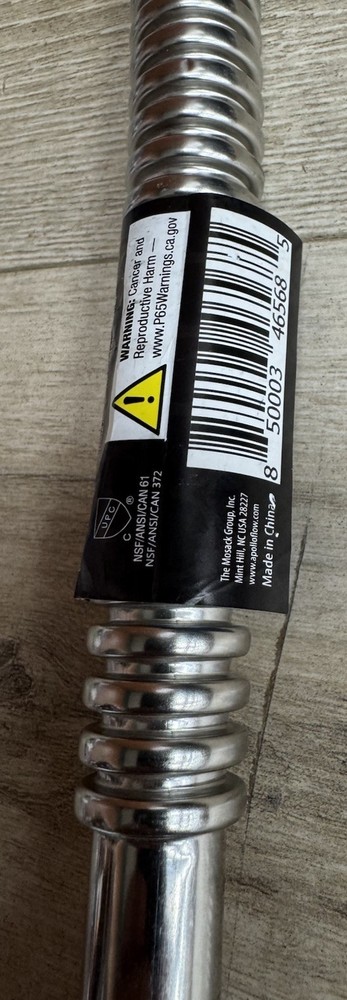 WARNING: Cancer and
Reproductive Harm —
www.P65Warnings.ca.gov
8 50003 46568 5
UPC
C ®
NSF/ANSI/CAN 61
NSF/ANSI/CAN 372
The Mosack Group, Inc.
Mint Hill, NC USA 28227
www.apolloflow.com
Made in China